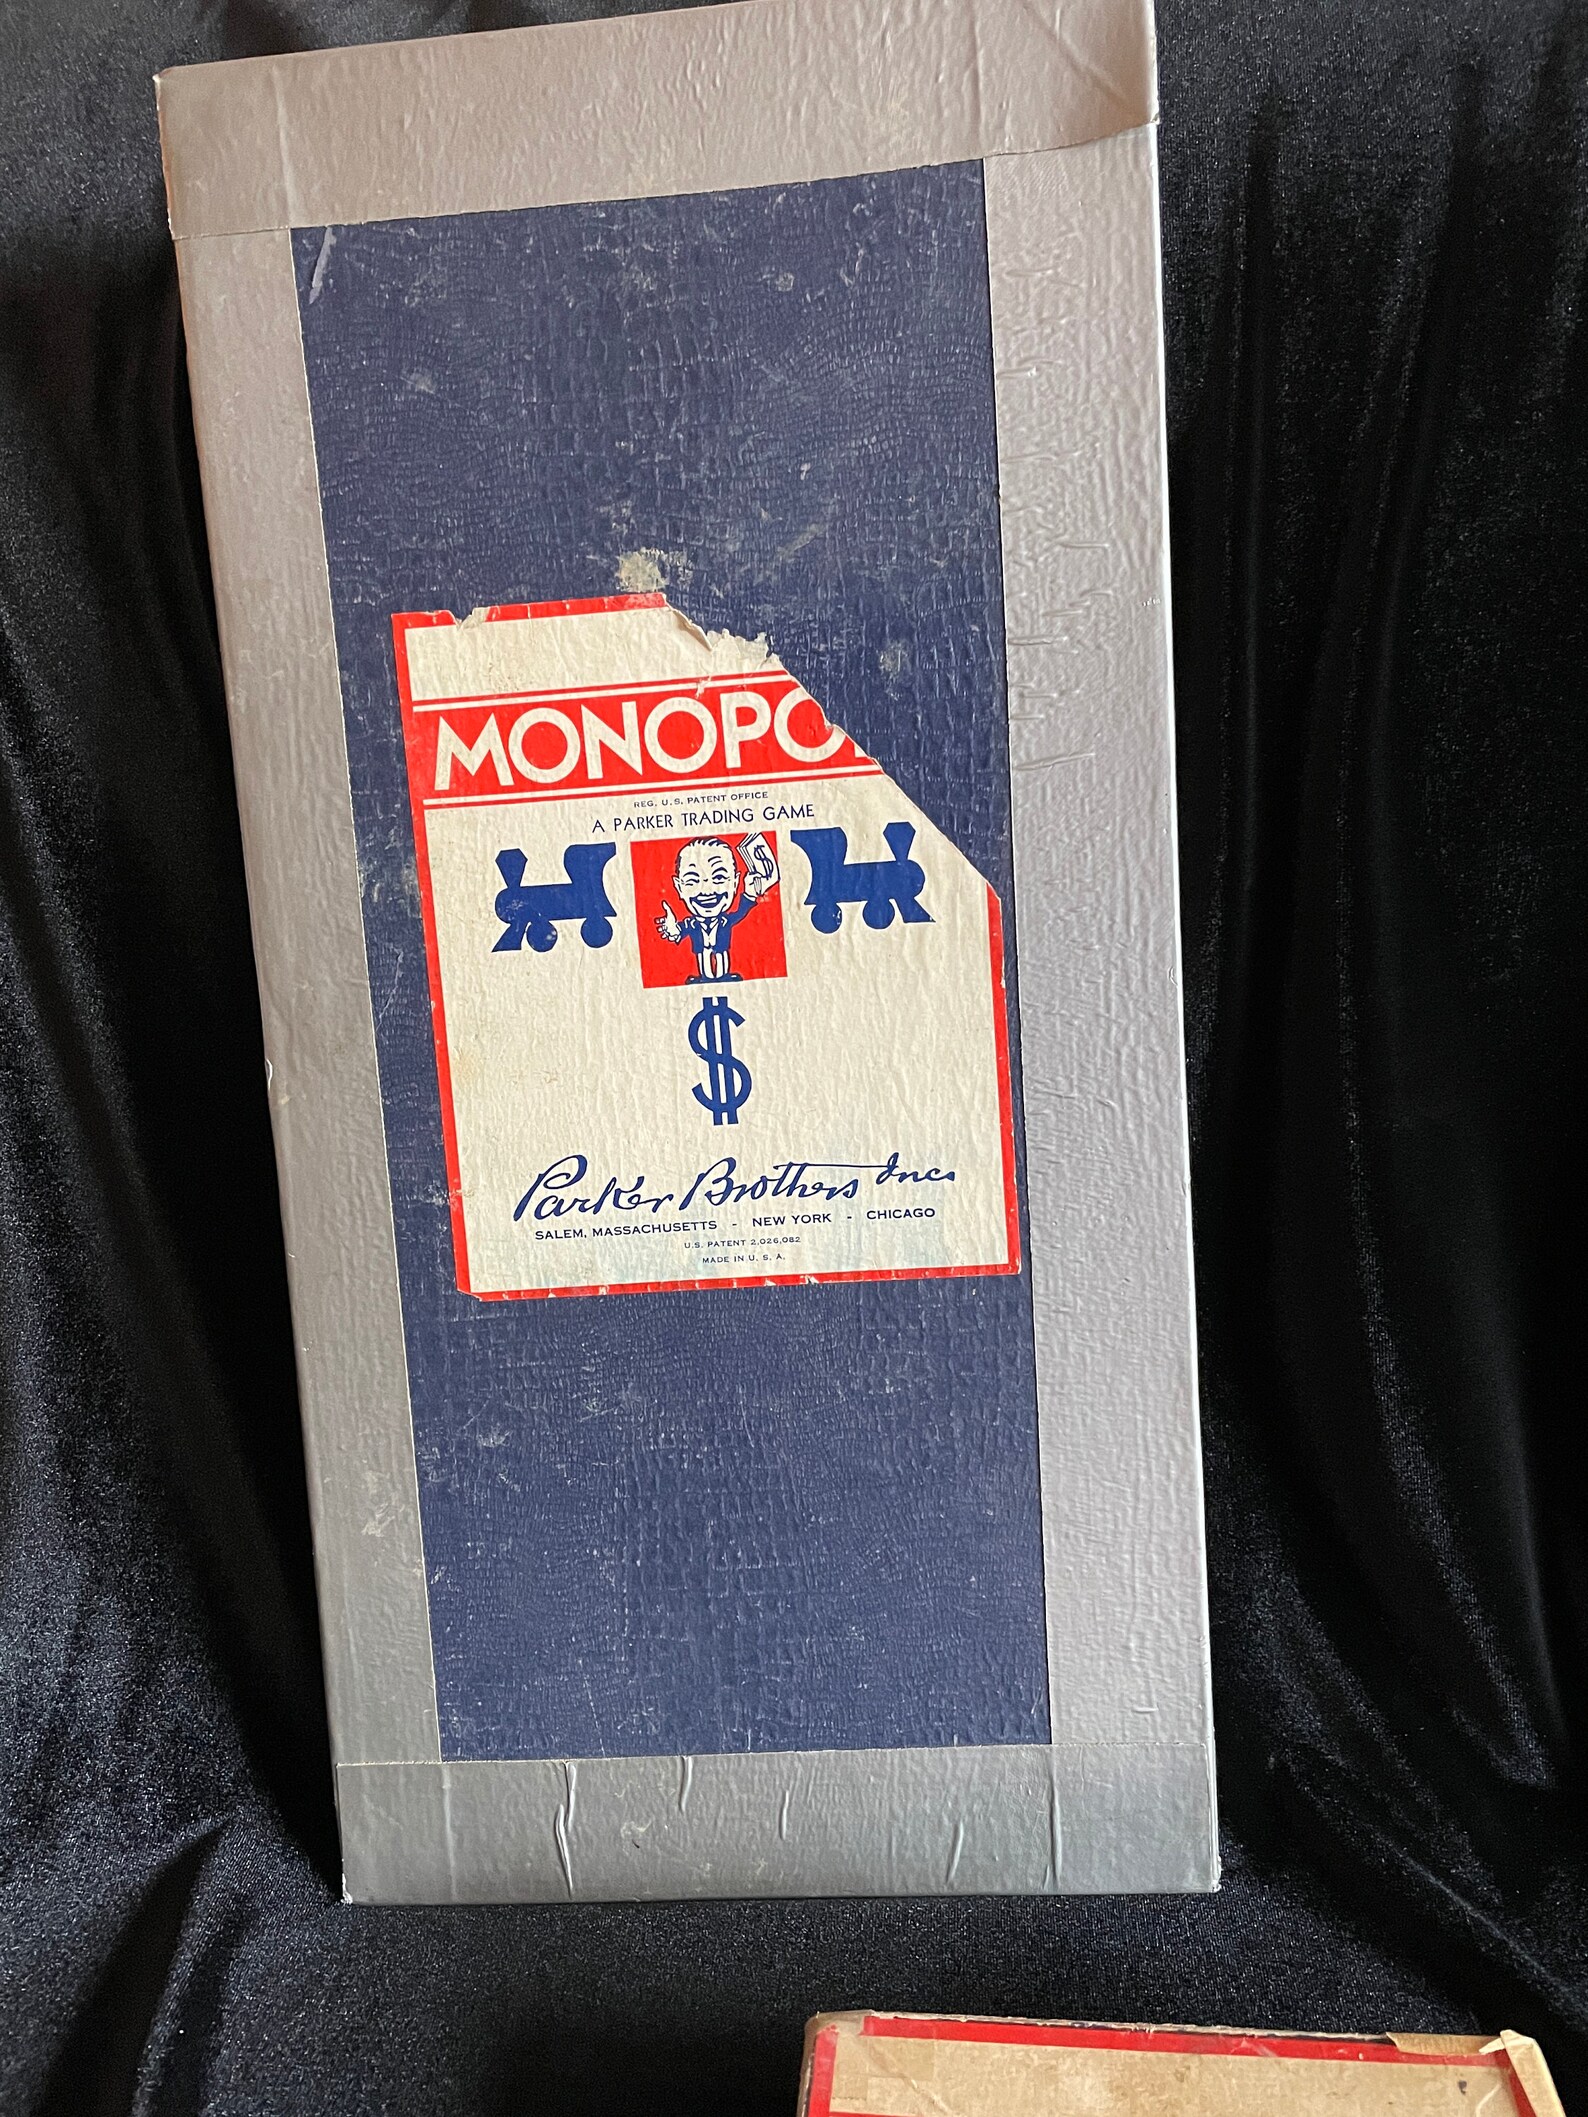 MONOPO
REG. U.S. PATENT OFFICE
A PARKER TRADING GAME
$
$
Parker Brothers Inc.
SALEM, MASSACHUSETTS - NEW YORK - CHICAGO
U.S. PATENT 2,026,082
MADE IN U. S. A.